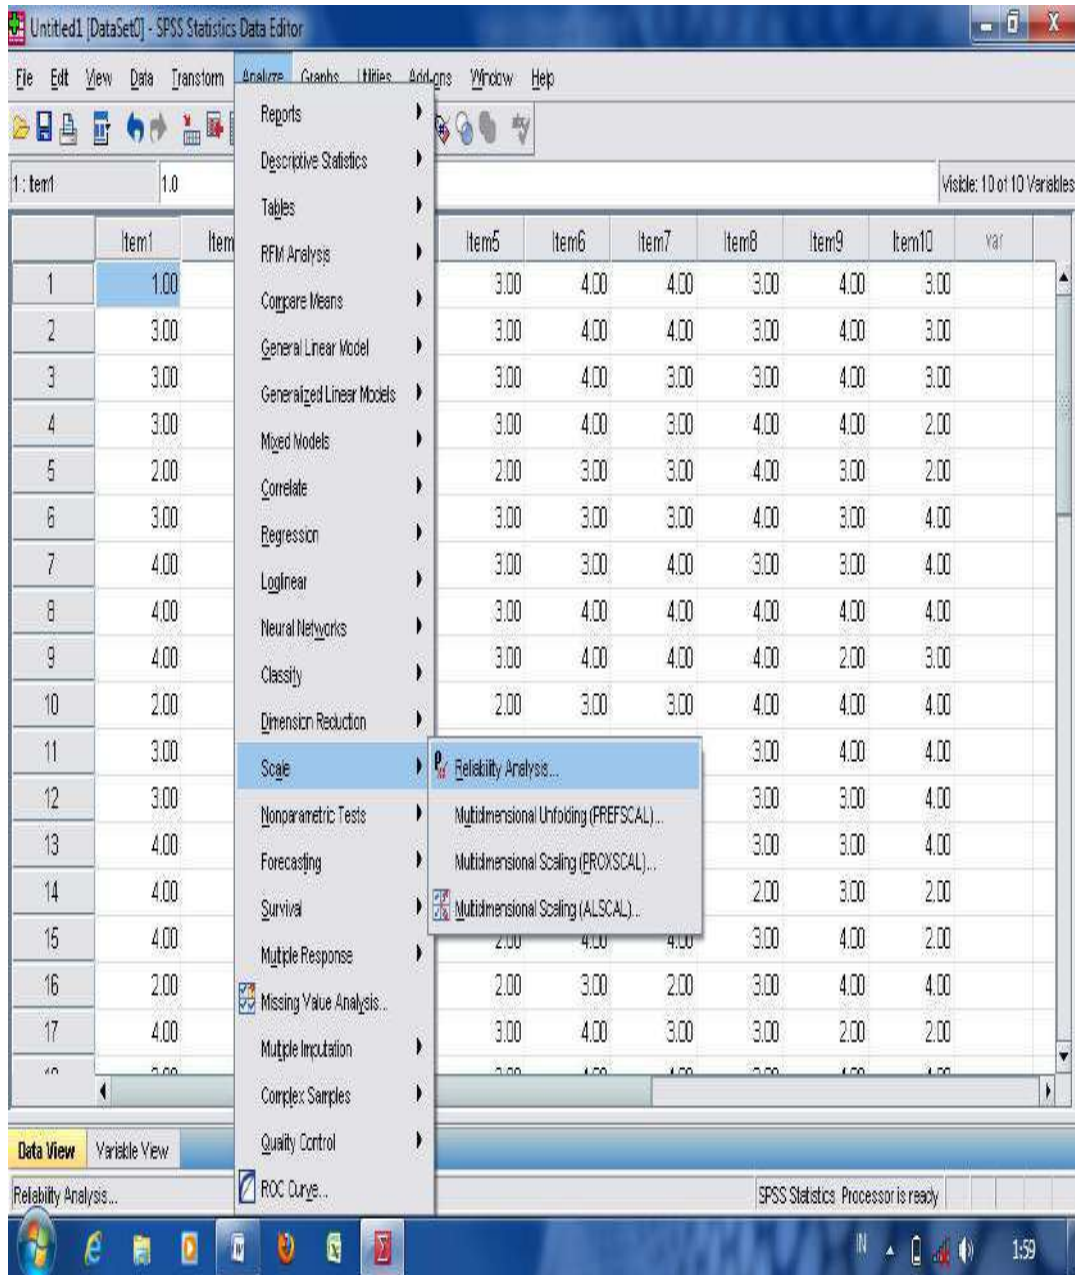 Untitled1 [DataSet0] - SPSS Statistics Data Editor
File Edit View Data Transform Analyze Graphs Utilities Add-ons Window Help
1 : Item1 1.0 Visible: 10 of 10 Variables
Item1 Item Item5 Item6 Item7 Item8 Item9 Item10 var
1 1.00 3.00 4.00 4.00 3.00 4.00 3.00
2 3.00 3.00 4.00 4.00 3.00 4.00 3.00
3 3.00 3.00 4.00 3.00 3.00 4.00 3.00
4 3.00 3.00 4.00 3.00 4.00 4.00 2.00
5 2.00 2.00 3.00 3.00 4.00 3.00 2.00
6 3.00 3.00 3.00 3.00 4.00 3.00 4.00
7 4.00 3.00 3.00 4.00 3.00 3.00 4.00
8 4.00 3.00 4.00 4.00 4.00 4.00 4.00
9 4.00 3.00 4.00 4.00 4.00 2.00 3.00
10 2.00 2.00 3.00 3.00 4.00 4.00 4.00
11 3.00 3.00 4.00 4.00
12 3.00 3.00 3.00 4.00
13 4.00 3.00 3.00 4.00
14 4.00 2.00 3.00 2.00
15 4.00 2.00 4.00 4.00 3.00 4.00 2.00
16 2.00 2.00 3.00 2.00 3.00 4.00 4.00
17 4.00 3.00 4.00 3.00 3.00 2.00 2.00
Reports
Descriptive Statistics
Tables
RFM Analysis
Compare Means
General Linear Model
Generalized Linear Models
Mixed Models
Correlate
Regression
Loglinear
Neural Networks
Classify
Dimension Reduction
Scale
Nonparametric Tests
Forecasting
Survival
Multiple Response
Missing Value Analysis...
Multiple Imputation
Complex Samples
Quality Control
ROC Curve...
Reliability Analysis...
Multidimensional Unfolding (PREFSCAL)...
Multidimensional Scaling (PROXSCAL)...
Multidimensional Scaling (ALSCAL)...
Data View Variable View
Reliability Analysis... SPSS Statistics Processor is ready
IN 1:59